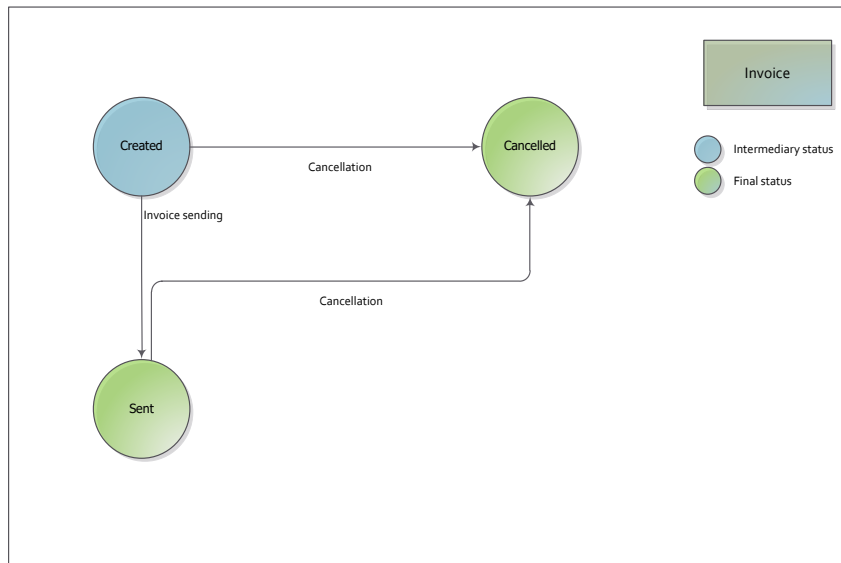 Invoice
Created
Cancelled
Cancellation
Intermediary status
Final status
Invoice sending
Cancellation
Sent